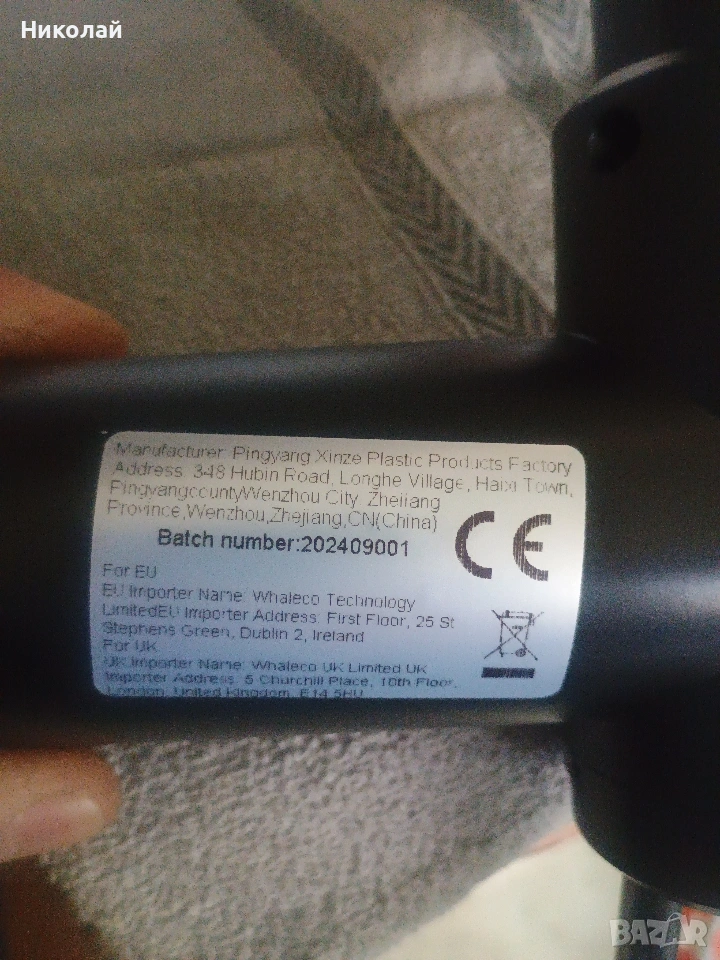 Николай
Manufacturer: Pingyang Xinze Plastic Products Factory
Address: 348 Hubin Road, Longhe Village, Haixi Town,
PingyangcountyWenzhou City Zhejiang
Province,Wenzhou,Zhejiang,CN(China)
Batch number:202409001
CE
For EU
EU Importer Name: Whaleco Technology
LimitedEU Importer Address: First Floor, 25 St
Stephens Green, Dublin 2, Ireland
For UK
UK Importer Name: Whaleco UK Limited UK
Importer Address: 5 Churchill Place, 10th Floor,
London, United Kingdom, E14 5HU
BAZAR